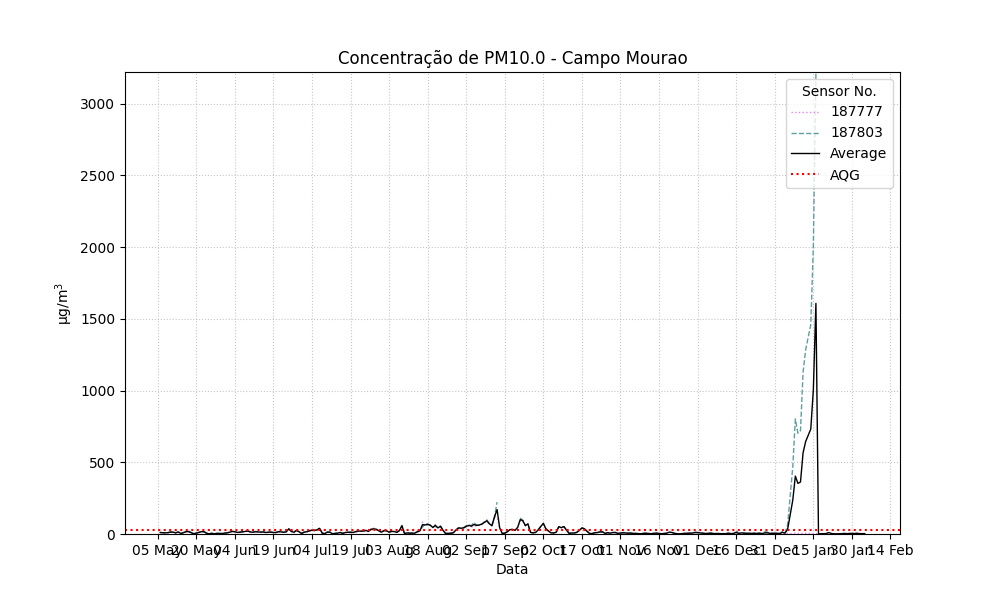 Concentração de PM10.0 - Campo Mourao
Sensor No.
187777
187803
Average
AQG
3000
2500
2000
1500
1000
500
0
µg/m³
05 May 20 May 04 Jun 19 Jun 04 Jul 19 Jul 03 Aug 18 Aug 02 Sep 17 Sep 02 Oct 17 Oct 01 Nov 16 Nov 01 Dec 16 Dec 31 Dec 15 Jan 30 Jan 14 Feb
Data